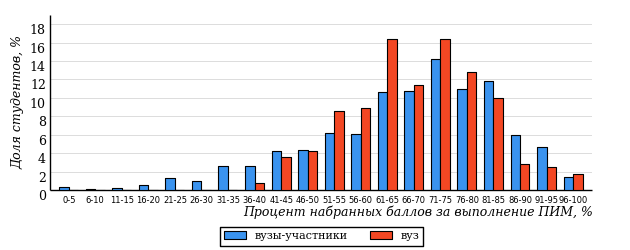 Доля студентов, %
18
16
14
12
10
8
6
4
2
0
0-5 6-10 11-15 16-20 21-25 26-30 31-35 36-40 41-45 46-50 51-55 56-60 61-65 66-70 71-75 76-80 81-85 86-90 91-95 96-100
Процент набранных баллов за выполнение ПИМ, %
вузы-участники вуз